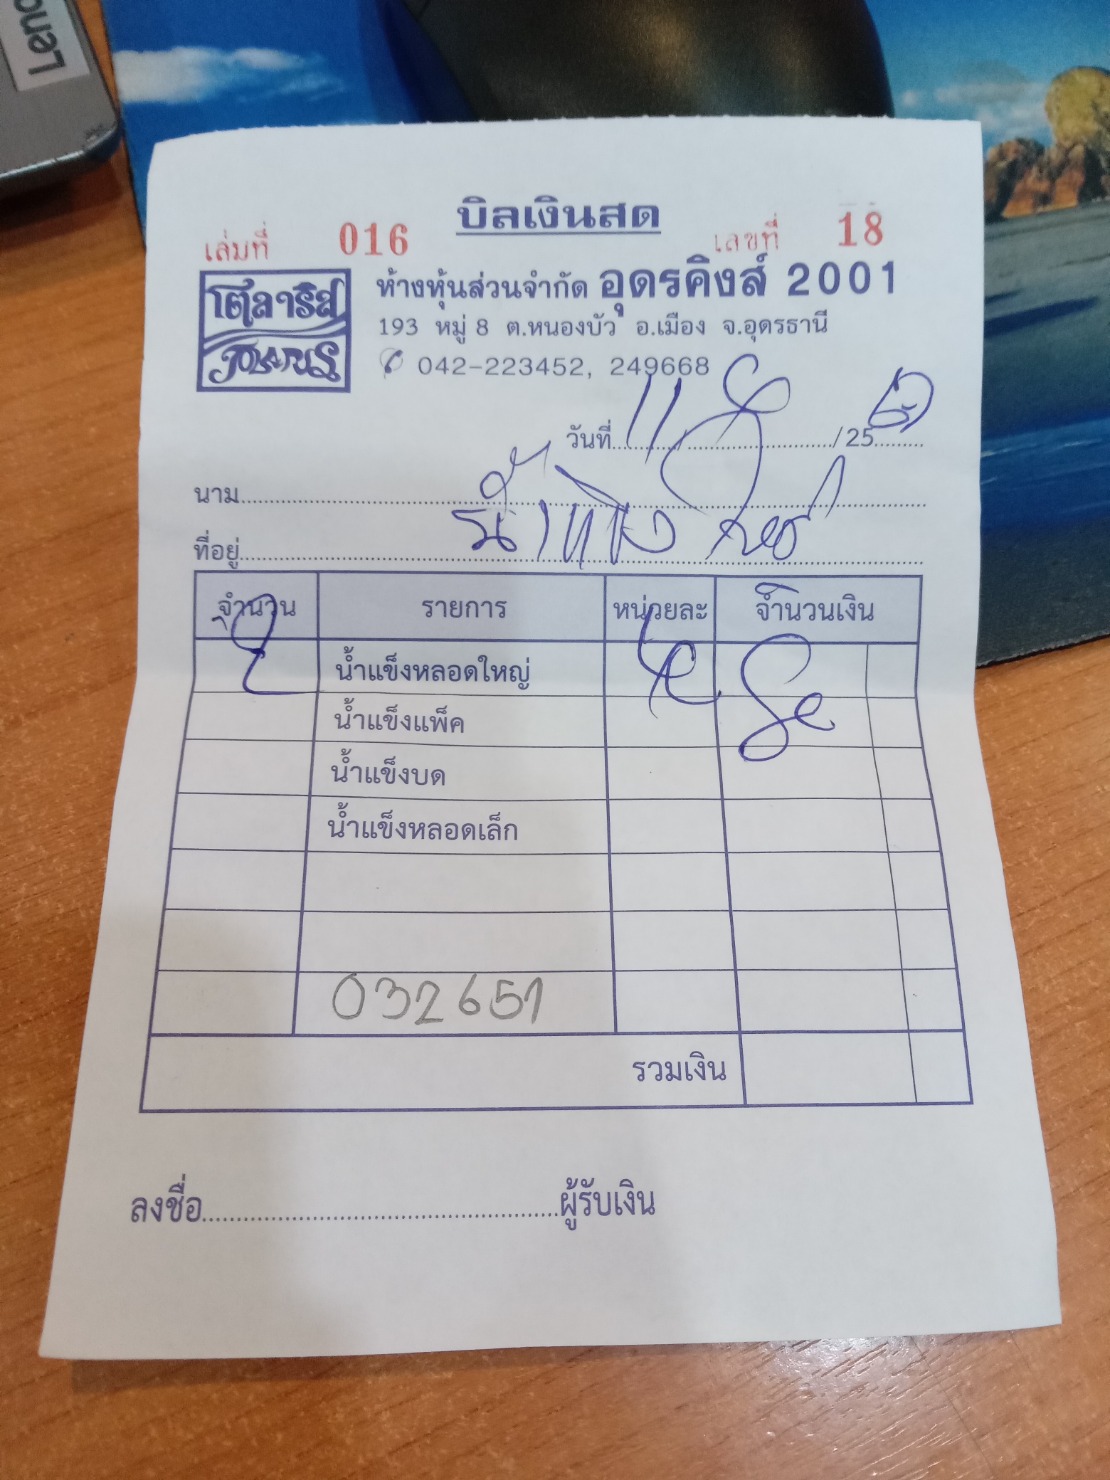 Leno
บิลเงินสด
เล่มที่ 016 เลขที่ 18
โพลาริส
POLARIS
ห้างหุ้นส่วนจำกัด อุดรคิงส์ 2001
193 หมู่ 8 ต.หนองบัว อ.เมือง จ.อุดรธานี
042-223452, 249668
วันที่ 11 / 8 / 25
นาม
ที่อยู่
จำนวน รายการ หน่วยละ จำนวนเงิน
2 น้ำแข็งหลอดใหญ่ 40 80
น้ำแข็งแพ็ค
น้ำแข็งบด
น้ำแข็งหลอดเล็ก
032651
รวมเงิน
ลงชื่อ ผู้รับเงิน